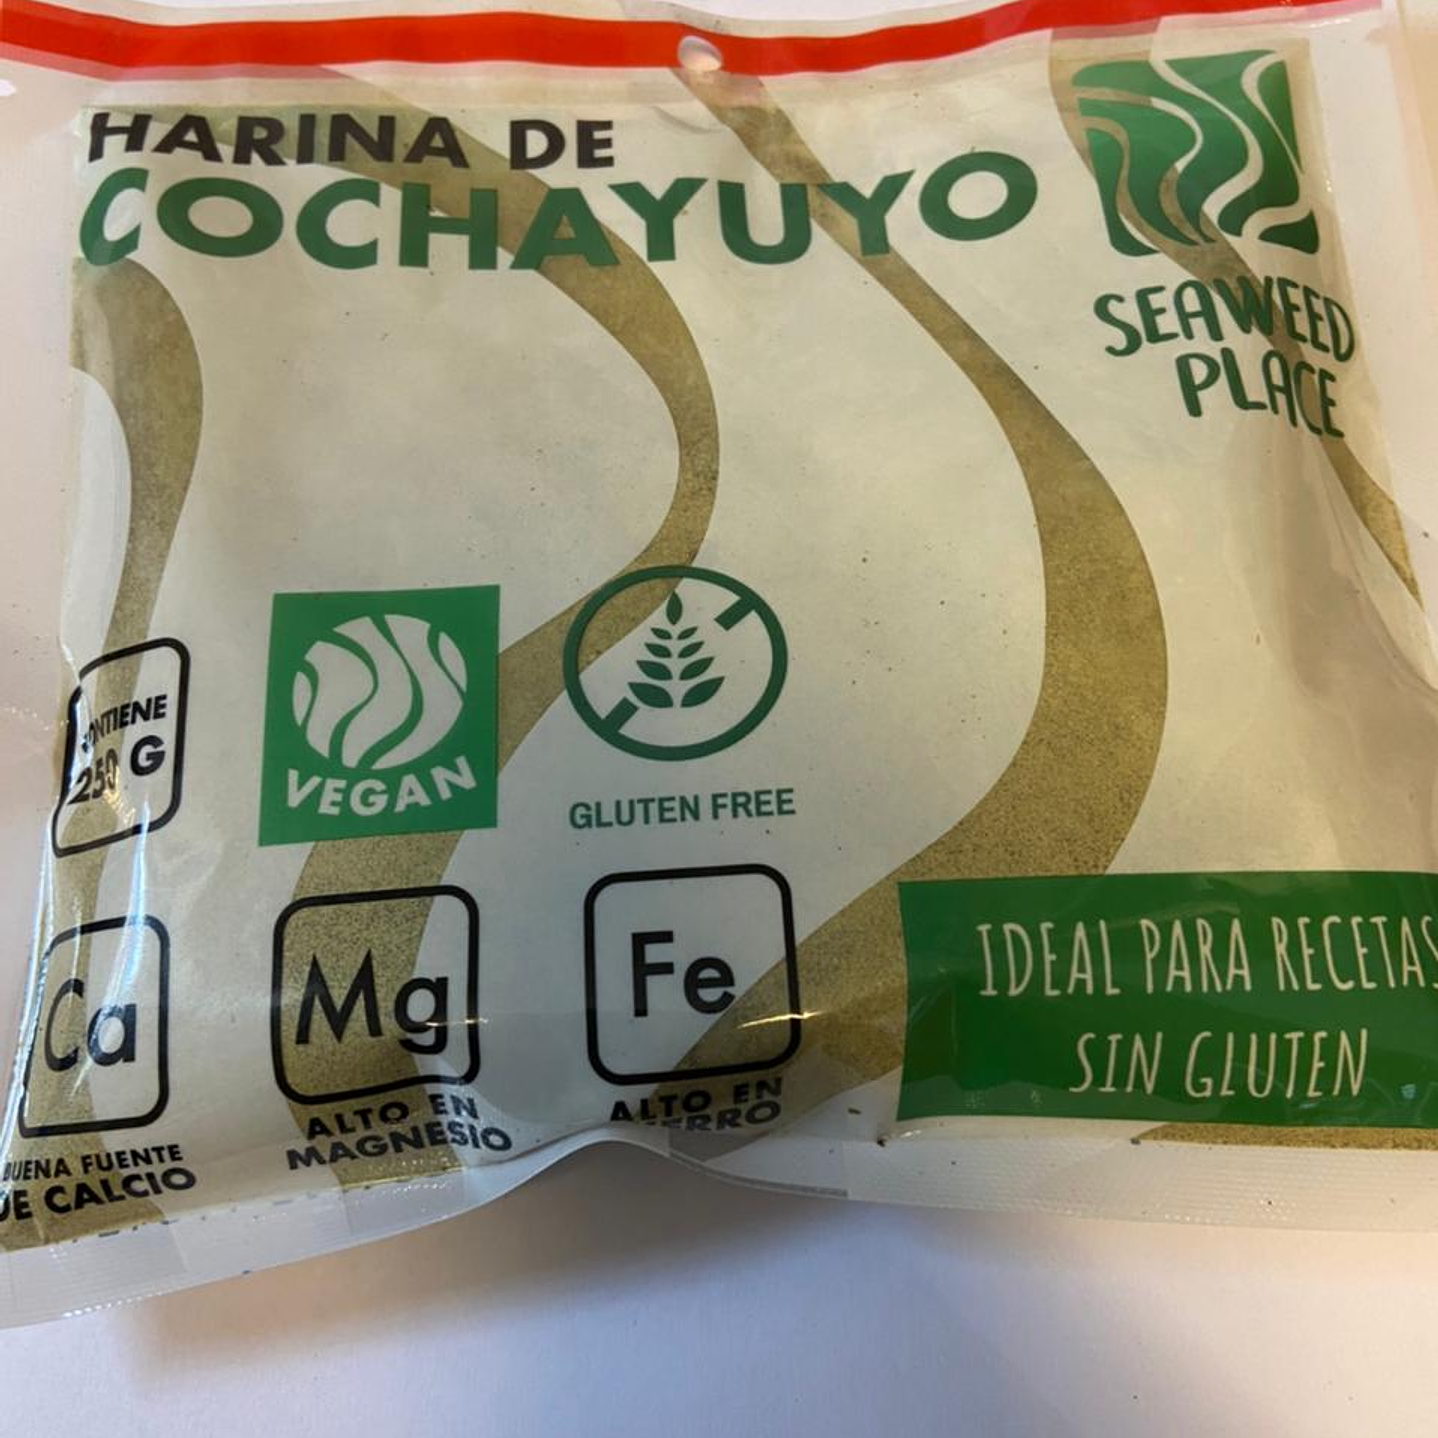 HARINA DE
COCHAYUYO
SEAWEED
PLACE
CONTIENE
250 G
VEGAN
GLUTEN FREE
Ca
Mg
Fe
BUENA FUENTE
DE CALCIO
ALTO EN
MAGNESIO
ALTO EN
HIERRO
IDEAL PARA RECETAS
SIN GLUTEN